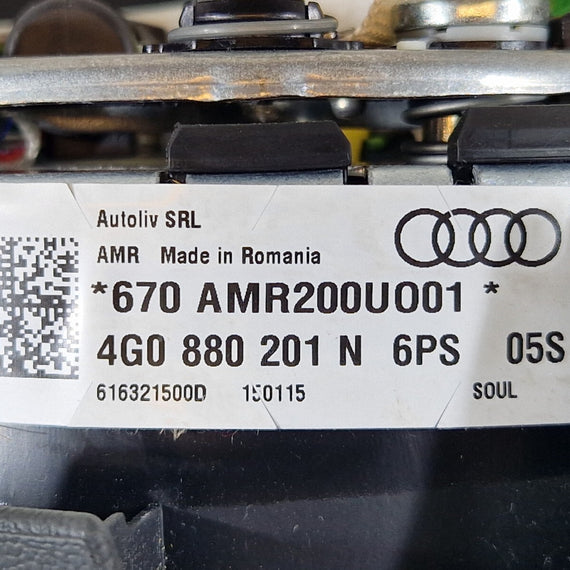 Autoliv SRL
AMR Made in Romania
*670 AMR200U001 *
4G0 880 201 N 6PS 05S
616321500D 150115 SOUL